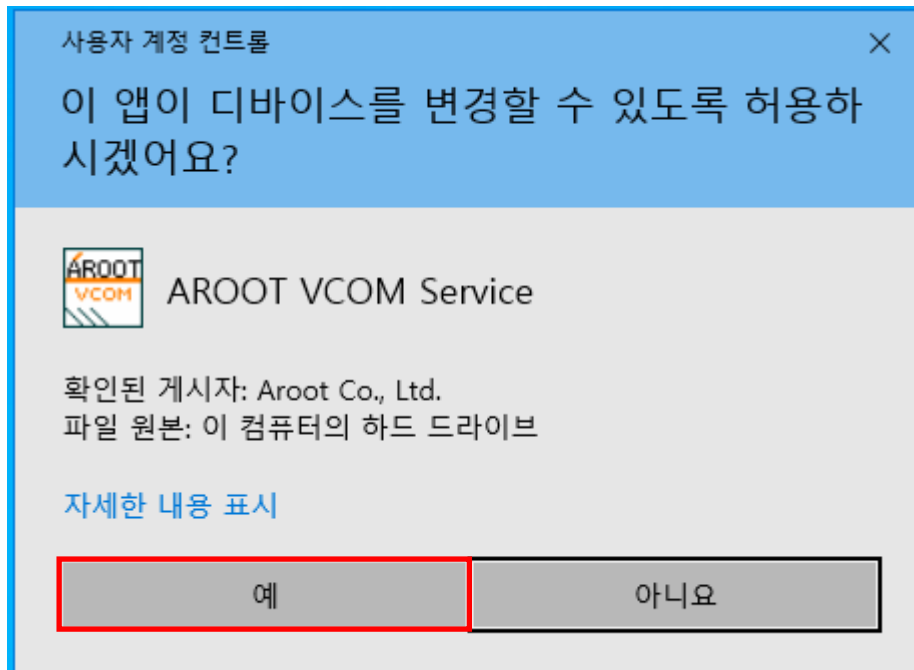 사용자 계정 컨트롤
이 앱이 디바이스를 변경할 수 있도록 허용하
시겠어요?
ÁROOT
VCOM
AROOT VCOM Service
확인된 게시자: Aroot Co., Ltd.
파일 원본: 이 컴퓨터의 하드 드라이브
자세한 내용 표시
예
아니요